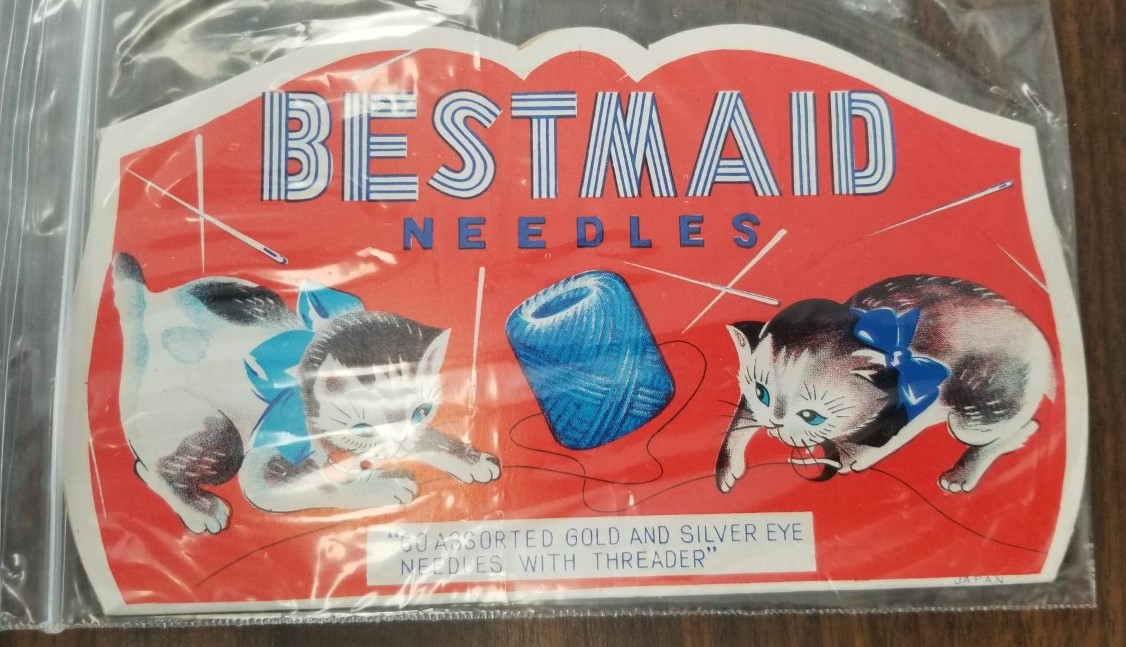 BESTMAID
NEEDLES
"60 ASSORTED GOLD AND SILVER EYE
NEEDLES WITH THREADER"
JAPAN